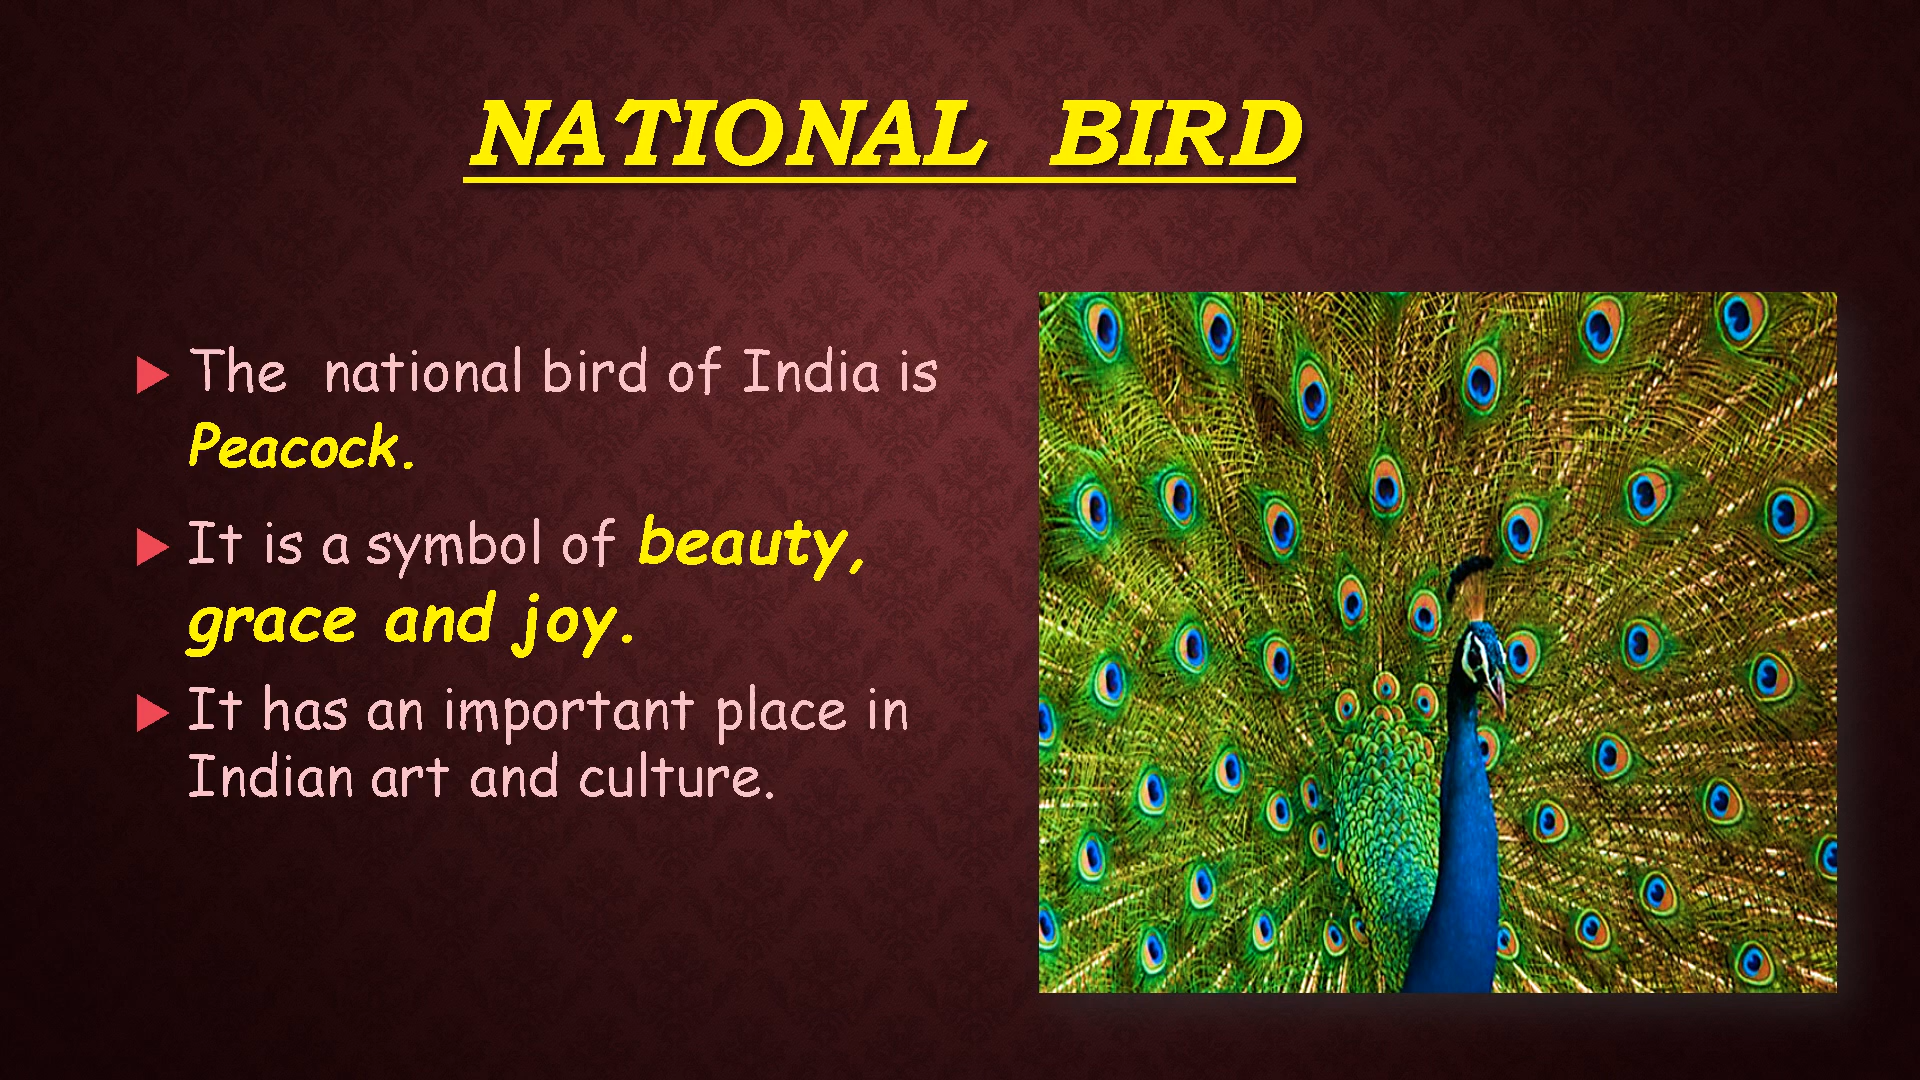 NATIONAL BIRD
The national bird of India is
Peacock.
It is a symbol of beauty,
grace and joy.
It has an important place in
Indian art and culture.